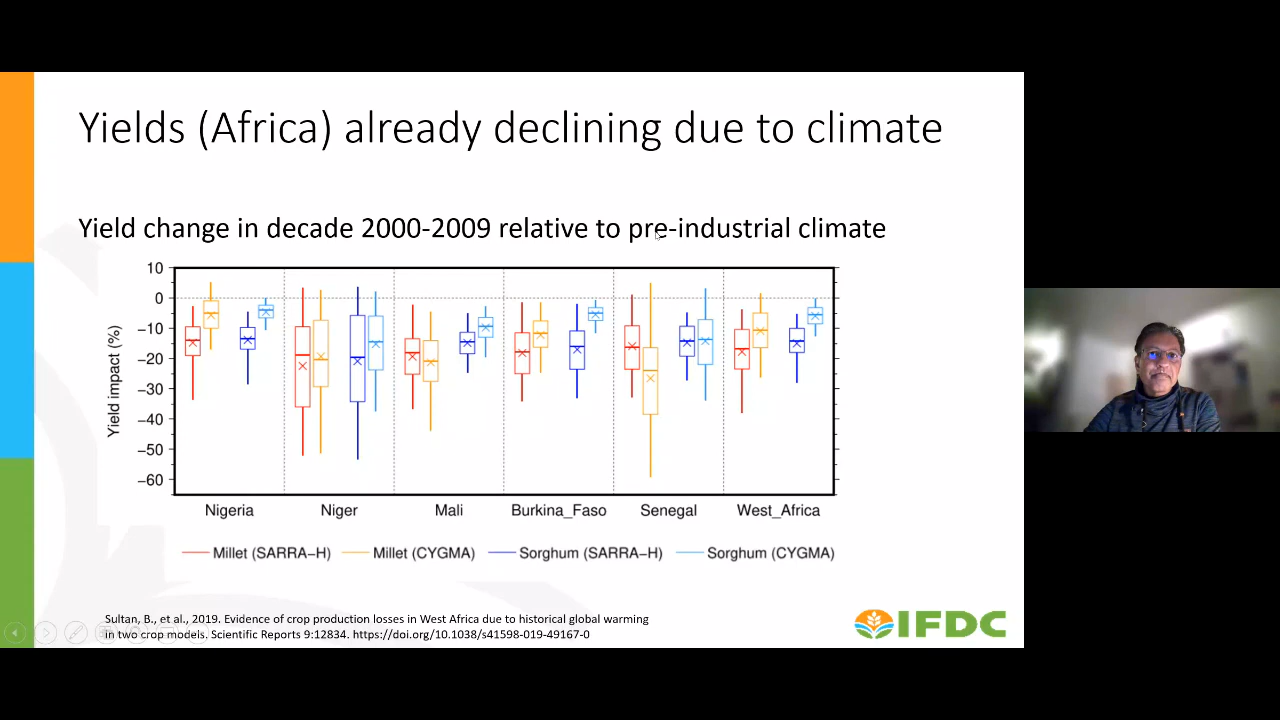 Yields (Africa) already declining due to climate
Yield change in decade 2000-2009 relative to pre-industrial climate
Yield impact (%)
10
0
−10
−20
−30
−40
−50
−60
Nigeria Niger Mali Burkina_Faso Senegal West_Africa
Millet (SARRA−H) Millet (CYGMA) Sorghum (SARRA−H) Sorghum (CYGMA)
Sultan, B., et al., 2019. Evidence of crop production losses in West Africa due to historical global warming
in two crop models. Scientific Reports 9:12834. https://doi.org/10.1038/s41598-019-49167-0
IFDC